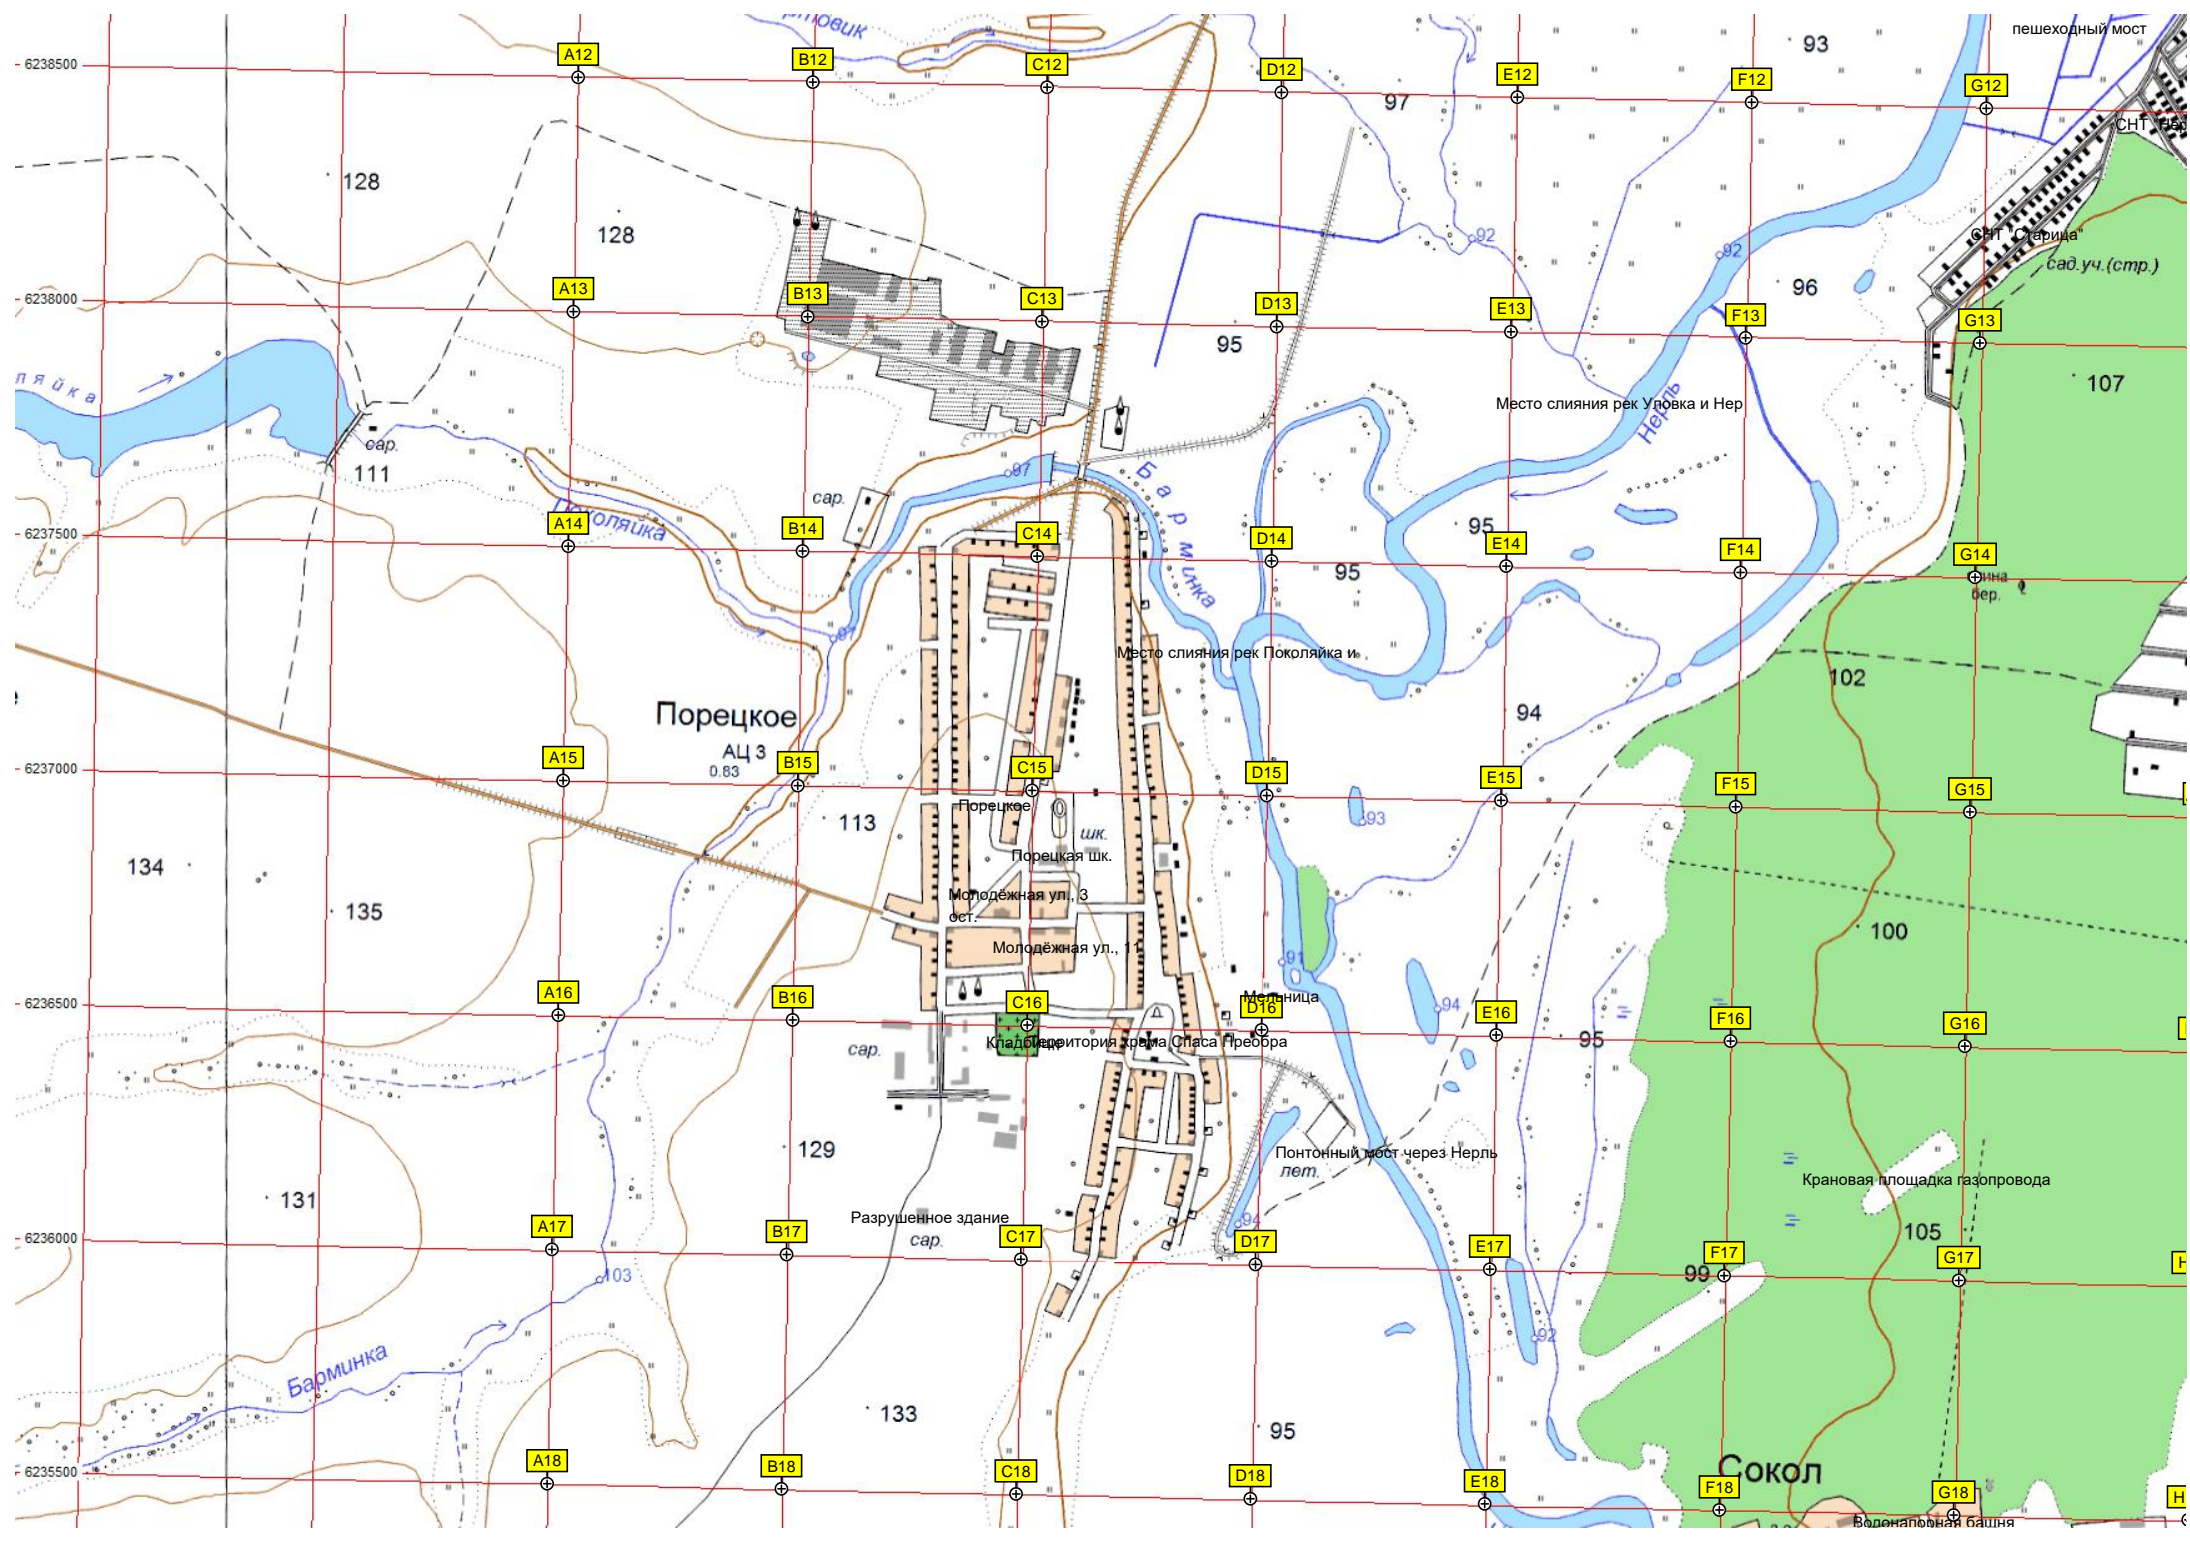 пешеходный мост
93
6238500
A12
B12
C12
D12
E12
F12
G12
97
128
128
92
92
СНТ "Старица"
сад.уч.(стр.)
96
6238000
A13
B13
C13
D13
E13
F13
G13
95
107
ляйка
Место слияния рек Уловка и Нер
Нерль
сар.
111
97
Барминка
сар.
95
6237500
A14
Поколяйка
B14
C14
D14
E14
F14
G14
95
бер.
97
Место слияния рек Поколяйка и
102
Порецкое
94
АЦ 3
0.83
6237000
A15
B15
C15
D15
E15
F15
G15
Порецкое
113
шк.
93
Порецкая шк.
134
135
Молодёжная ул., 3
ост.
100
Молодёжная ул., 11
91
6236500
A16
B16
C16
Мельница
D16
94
E16
F16
G16
95
сар.
Кладбище
Территория храма Спаса Преобра
129
Понтонный мост через Нерль
лет.
131
Крановая площадка газопровода
Разрушенное здание
сар.
94
105
6236000
A17
B17
C17
D17
E17
F17
G17
99
103
92
Барминка
133
95
Сокол
6235500
A18
B18
C18
D18
E18
F18
G18
H
Водонапорная башня